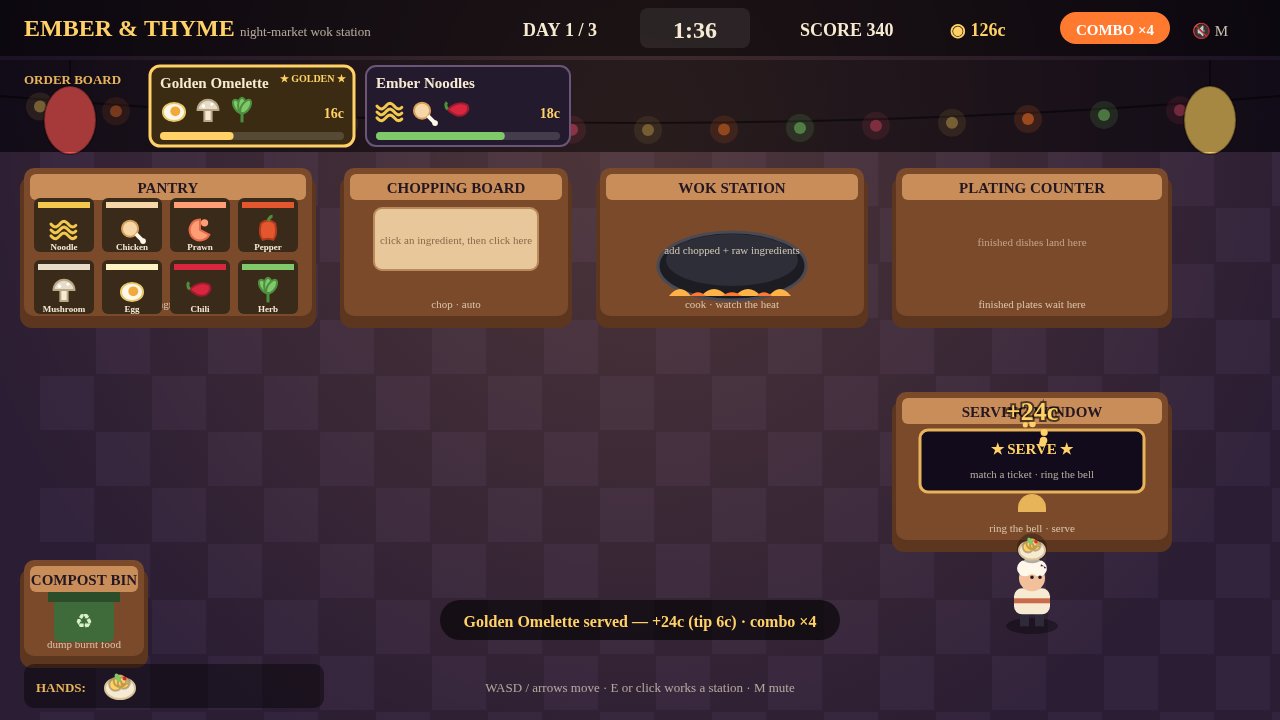 EMBER & THYME night-market wok station
DAY 1 / 3
1:36
SCORE 340
◉ 126c
COMBO ×4
🔇 M
ORDER BOARD
Golden Omelette
★ GOLDEN ★
16c
Ember Noodles
18c
PANTRY
Noodle
Chicken
Prawn
Pepper
Mushroom
Egg
Chili
Herb
CHOPPING BOARD
click an ingredient, then click here
chop · auto
WOK STATION
add chopped + raw ingredients
cook · watch the heat
PLATING COUNTER
finished dishes land here
finished plates wait here
+24c
★ SERVE ★
match a ticket · ring the bell
ring the bell · serve
COMPOST BIN
dump burnt food
Golden Omelette served — +24c (tip 6c) · combo ×4
HANDS:
WASD / arrows move · E or click works a station · M mute